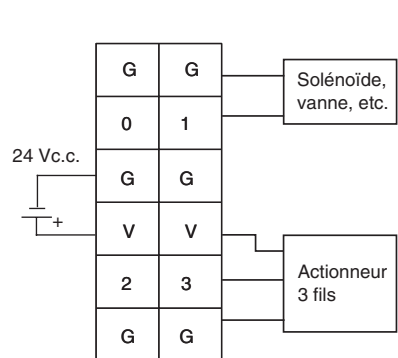 G G
Solénoïde,
vanne, etc.
0 1
24 Vc.c.
G G
+
V V
Actionneur
3 fils
2 3
G G